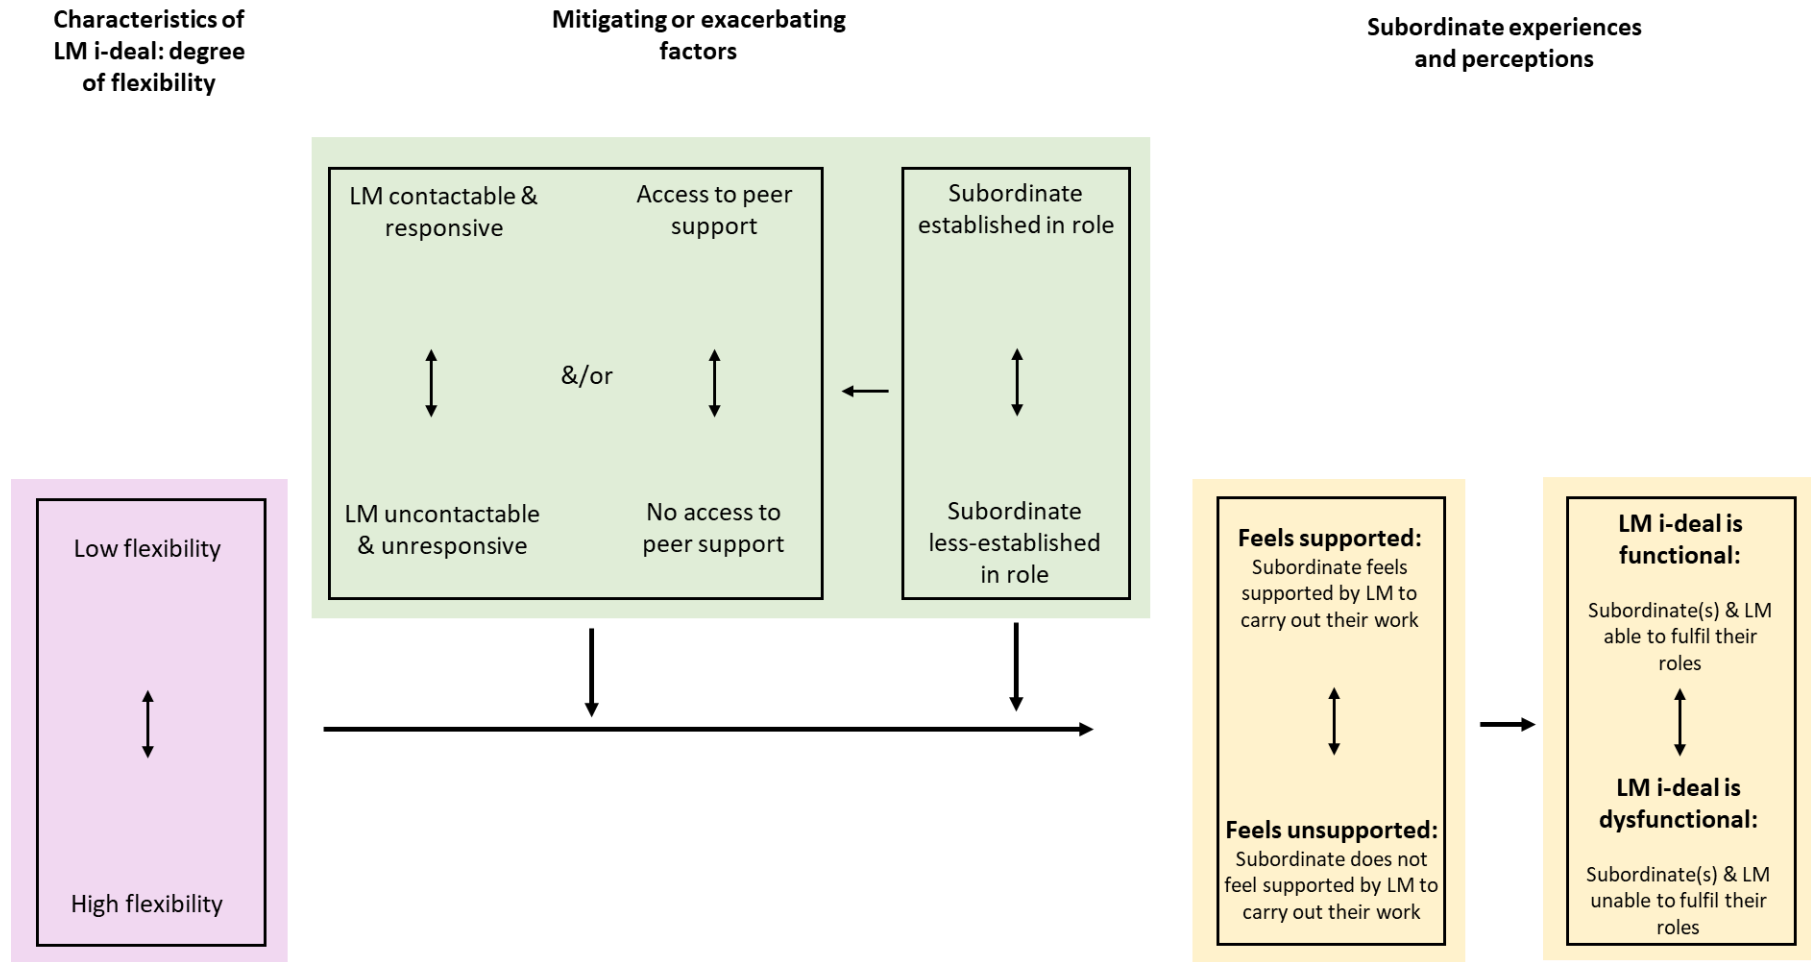 Characteristics of
LM i-deal: degree
of flexibility
Mitigating or exacerbating
factors
Subordinate experiences
and perceptions
LM contactable &
responsive
Access to peer
support
Subordinate
established in role
&/or
LM uncontactable
& unresponsive
No access to
peer support
Subordinate
less-established
in role
Low flexibility
High flexibility
Feels supported:
Subordinate feels
supported by LM to
carry out their work
Feels unsupported:
Subordinate does not
feel supported by LM to
carry out their work
LM i-deal is
functional:
Subordinate(s) & LM
able to fulfil their
roles
LM i-deal is
dysfunctional:
Subordinate(s) & LM
unable to fulfil their
roles